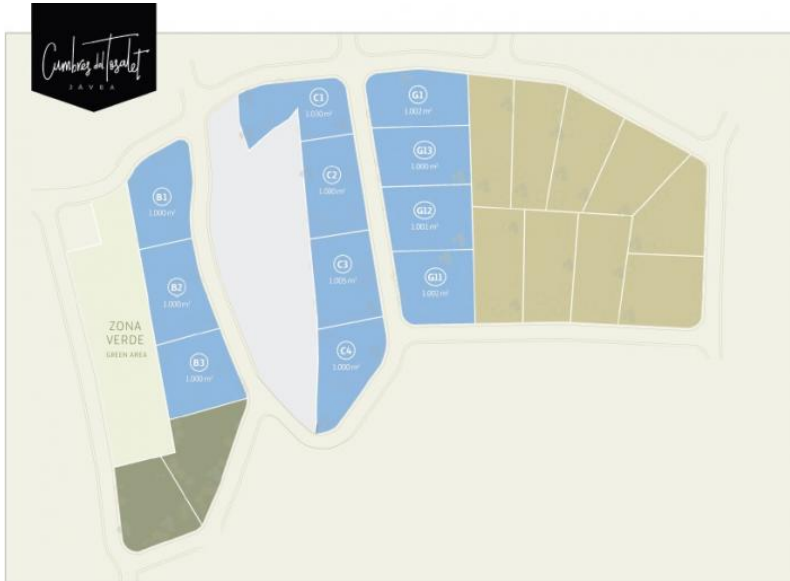 Cumbres del Tosalet
JÁVEA
C1
1.030 m²
G1
1.002 m²
G13
1.000 m²
C2
1.080 m²
B1
1.000 m²
G12
1.001 m²
C3
1.005 m²
G11
1.001 m²
B2
1.000 m²
ZONA
VERDE
GREEN AREA
B3
1.000 m²
C4
1.000 m²